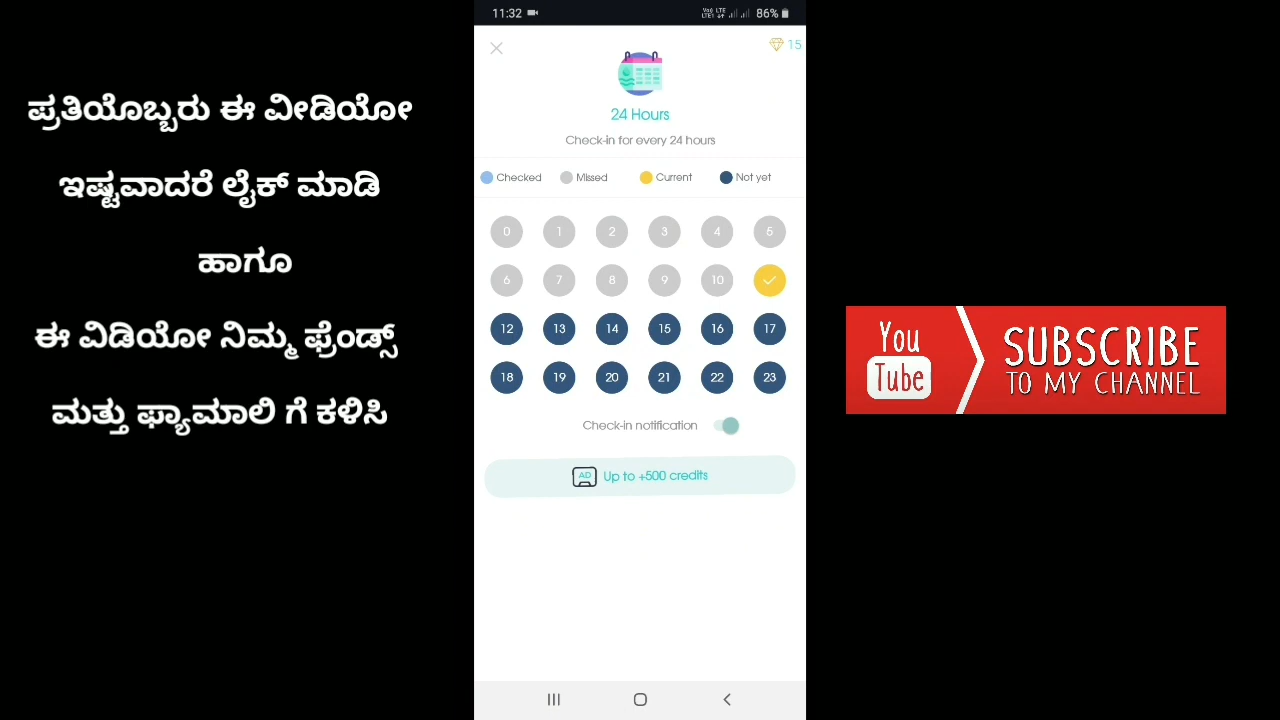 ಪ್ರತಿಯೊಬ್ಬರು ಈ ವೀಡಿಯೋ
ಇಷ್ಟವಾದರೆ ಲೈಕ್ ಮಾಡಿ
ಹಾಗೂ
ಈ ವಿಡಿಯೋ ನಿಮ್ಮ ಫ್ರೆಂಡ್ಸ್
ಮತ್ತು ಫ್ಯಾಮಾಲಿ ಗೆ ಕಳಿಸಿ
11:32
86%
15
24 Hours
Check-in for every 24 hours
Checked Missed Current Not yet
0 1 2 3 4 5
6 7 8 9 10
12 13 14 15 16 17
18 19 20 21 22 23
Check-in notification
AD Up to +500 credits
You Tube
SUBSCRIBE
TO MY CHANNEL